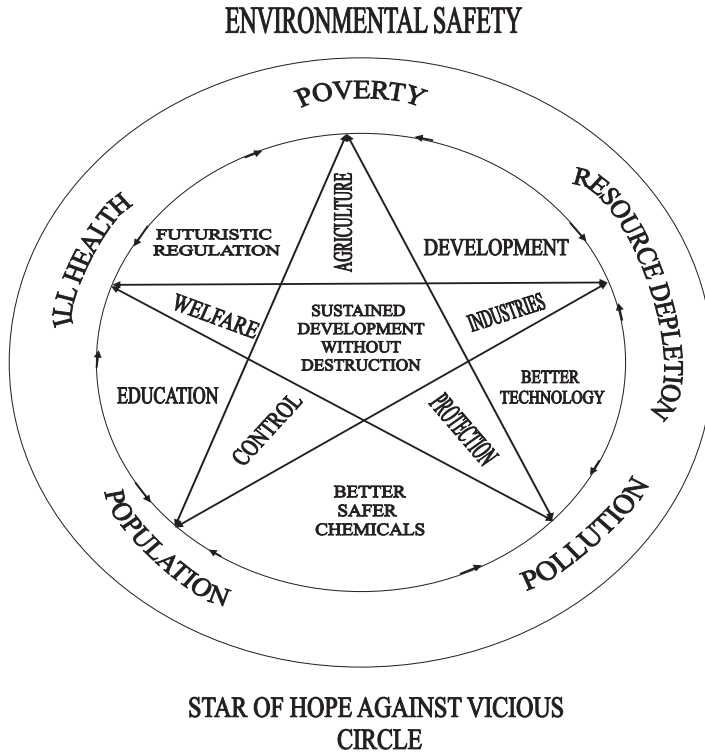 ENVIRONMENTAL SAFETY
POVERTY
RESOURCE DEPLETION
ILL HEALTH
AGRICULTURE
FUTURISTIC
REGULATION
DEVELOPMENT
WELFARE
SUSTAINED
DEVELOPMENT
WITHOUT
DESTRUCTION
INDUSTRIES
EDUCATION
CONTROL
PROTECTION
BETTER
TECHNOLOGY
BETTER
SAFER
CHEMICALS
POPULATION
POLLUTION
STAR OF HOPE AGAINST VICIOUS
CIRCLE